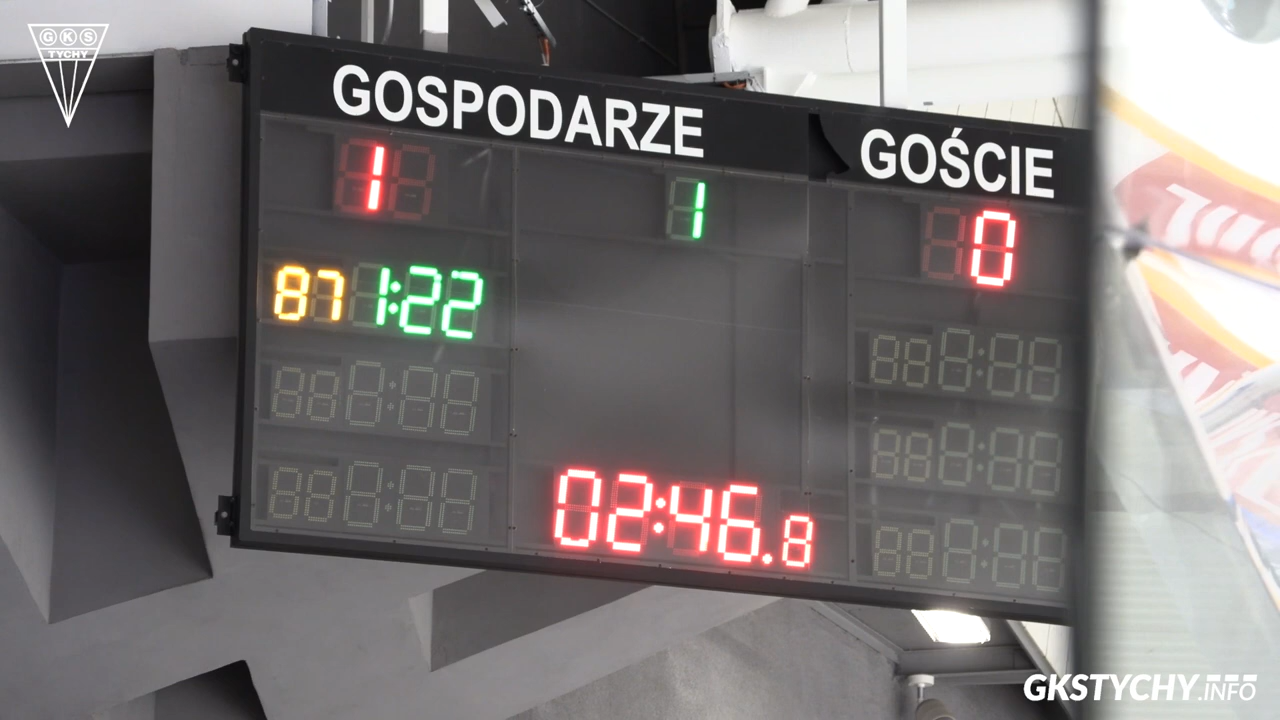 GKS
TYCHY
GOSPODARZE
GOŚCIE
1
1
0
87 1:22
02:46.8
GKSTYCHY.INFO